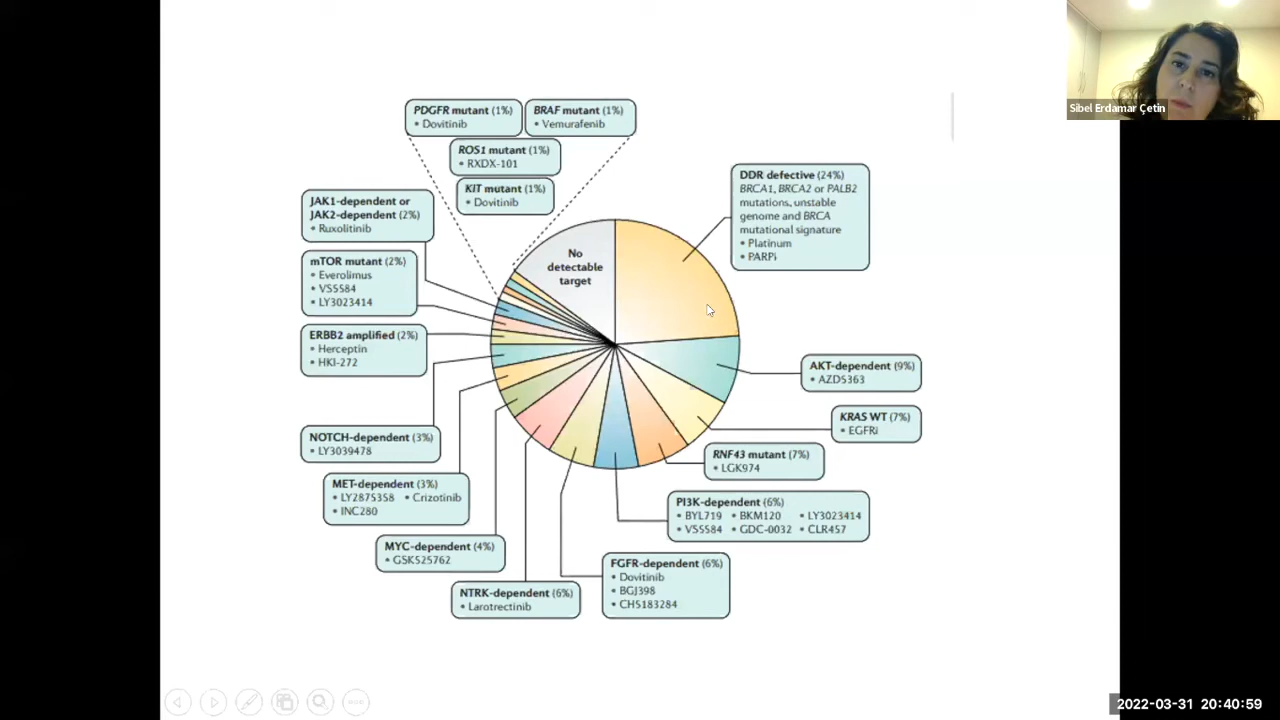 Sibel Erdamar Çetin
PDGFR mutant (1%)
• Dovitinib
BRAF mutant (1%)
• Vemurafenib
ROS1 mutant (1%)
• RXDX-101
KIT mutant (1%)
• Dovitinib
JAK1-dependent or
JAK2-dependent (2%)
• Ruxolitinib
mTOR mutant (2%)
• Everolimus
• VS5584
• LY3023414
ERBB2 amplified (2%)
• Herceptin
• HKI-272
NOTCH-dependent (3%)
• LY3039478
MET-dependent (3%)
• LY2875358 • Crizotinib
• INC280
MYC-dependent (4%)
• GSK525762
NTRK-dependent (6%)
• Larotrectinib
No
detectable
target
DDR defective (24%)
BRCA1, BRCA2 or PALB2
mutations, unstable
genome and BRCA
mutational signature
• Platinum
• PARPi
AKT-dependent (9%)
• AZD5363
KRAS WT (7%)
• EGFRi
RNF43 mutant (7%)
• LGK974
PI3K-dependent (6%)
• BYL719 • BKM120 • LY3023414
• VS5584 • GDC-0032 • CLR457
FGFR-dependent (6%)
• Dovitinib
• BGJ398
• CH5183284
2022-03-31 20:40:59